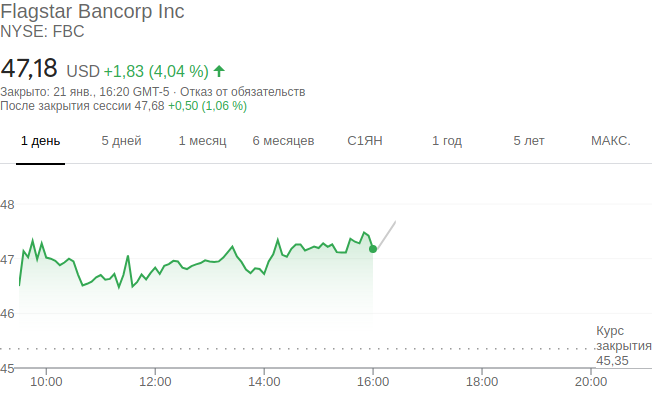 Flagstar Bancorp Inc
NYSE: FBC
47,18 USD +1,83 (4,04 %)
Закрыто: 21 янв., 16:20 GMT-5 · Отказ от обязательств
После закрытия сессии 47,68 +0,50 (1,06 %)
1 день 5 дней 1 месяц 6 месяцев С1ЯН 1 год 5 лет МАКС.
48
47
46
Курс
закрытия
45,35
45
10:00 12:00 14:00 16:00 18:00 20:00